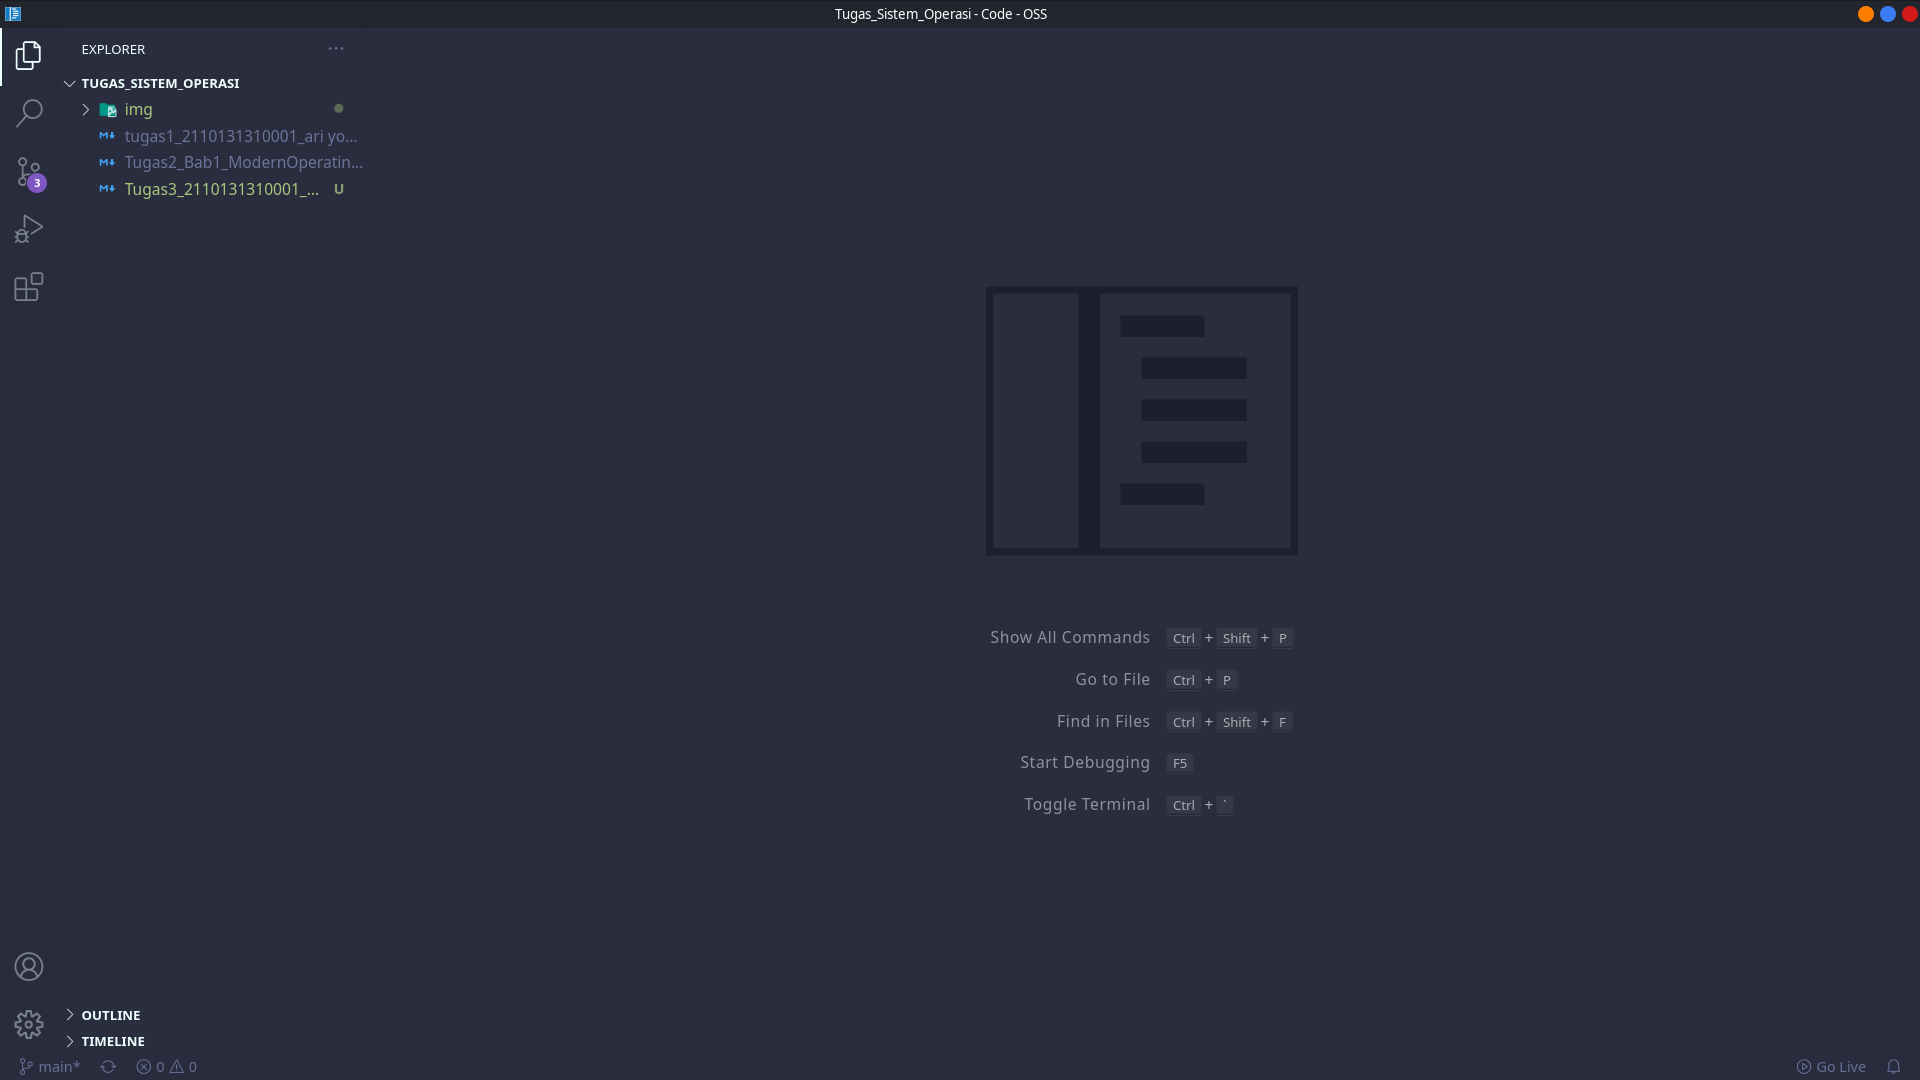 Tugas_Sistem_Operasi - Code - OSS
EXPLORER
TUGAS_SISTEM_OPERASI
img
tugas1_2110131310001_ari yo...
Tugas2_Bab1_ModernOperatin...
Tugas3_2110131310001_... U
3
Show All Commands Ctrl + Shift + P
Go to File Ctrl + P
Find in Files Ctrl + Shift + F
Start Debugging F5
Toggle Terminal Ctrl + `
OUTLINE
TIMELINE
main* 0 0 Go Live